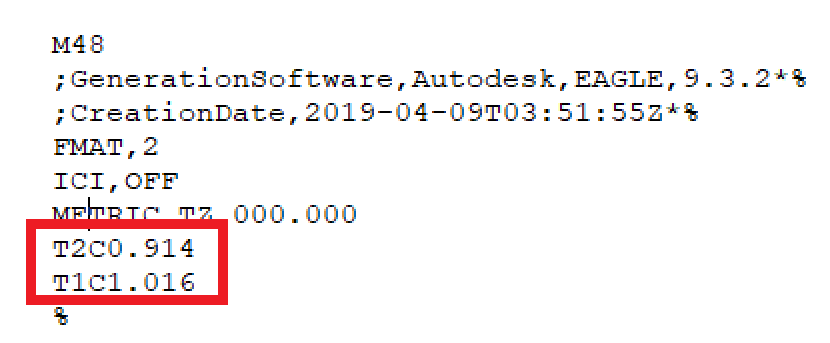 M48
;GenerationSoftware,Autodesk,EAGLE,9.3.2*%
;CreationDate,2019-04-09T03:51:55Z*%
FMAT,2
ICI,OFF
METRIC,TZ,000.000
T2C0.914
T1C1.016
%